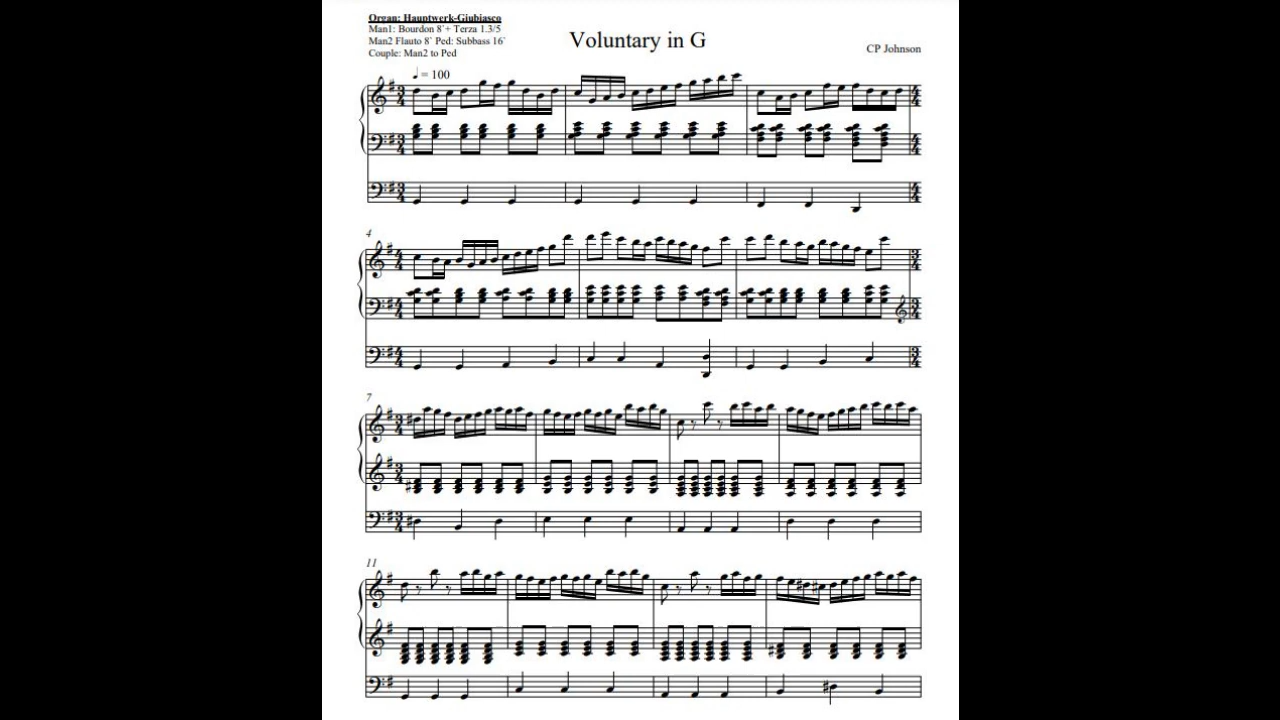 Organ: Hauptwerk-Giubiasco
Man1: Bourdon 8`+ Terza 1.3/5
Man2 Flauto 8` Ped: Subbass 16`
Couple: Man2 to Ped
Voluntary in G
CP Johnson
♩ = 100
4
7
11